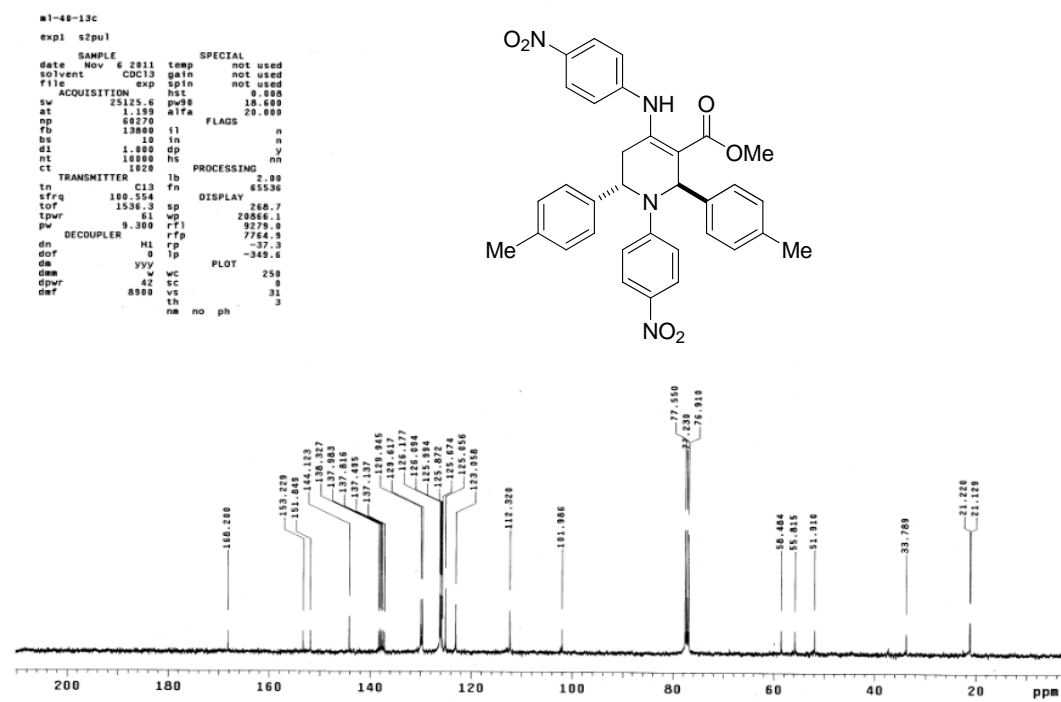 m1-40-13c
exp1 s2pul
SAMPLE SPECIAL
date Nov 6 2011 temp not used
solvent CDCl3 gain not used
file exp spin not used
ACQUISITION hst 0.008
sw 25125.6 pw90 18.600
at 1.199 alfa 20.000
np 60270 FLAGS
fb 13800 il n
bs 10 in n
d1 1.000 dp y
nt 10000 hs nn
ct 1020 PROCESSING
TRANSMITTER lb 2.00
tn C13 fn 65536
sfrq 100.554 DISPLAY
tof 1536.3 sp 268.7
tpwr 61 wp 20866.1
pw 9.300 rfl 9279.0
DECOUPLER rfp 7764.9
dn H1 rp -37.3
dof 0 lp -349.6
dm yyy PLOT
dmm w wc 250
dpwr 42 sc 0
dmf 8900 vs 31
th 3
nm no ph
O2N
NH
O
OMe
N
Me
Me
NO2
168.200
153.229
151.849
144.123
138.327
137.983
137.816
137.495
137.137
129.945
129.617
126.177
126.094
125.994
125.872
125.674
125.056
123.058
112.320
101.986
77.550
77.230
76.910
58.484
55.815
51.910
33.789
21.220
21.129
200 180 160 140 120 100 80 60 40 20 ppm